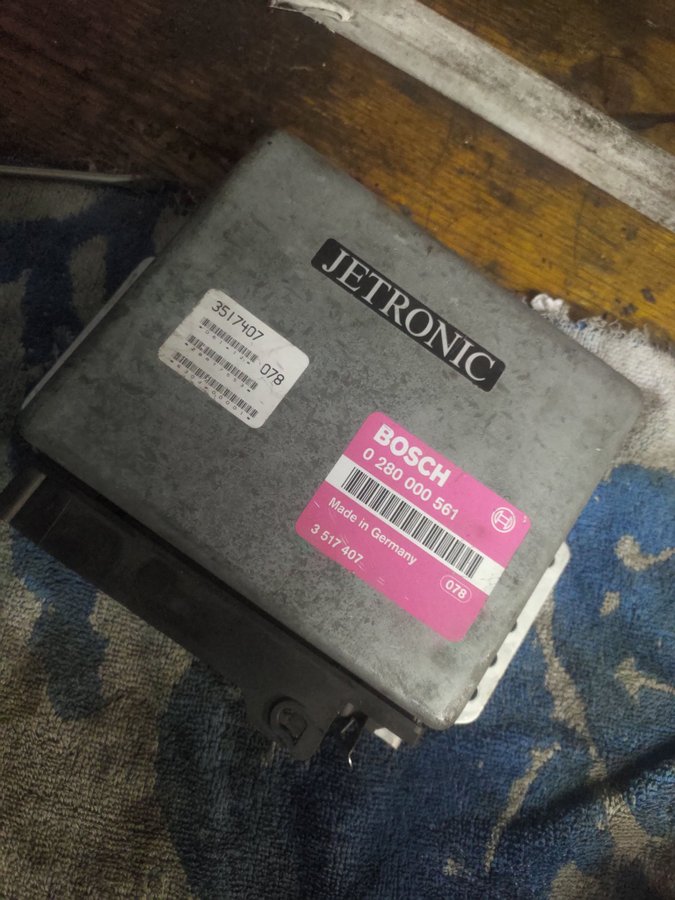 JETRONIC
3517407
078
BOSCH
0 280 000 561
Made in Germany
3 517 407
078